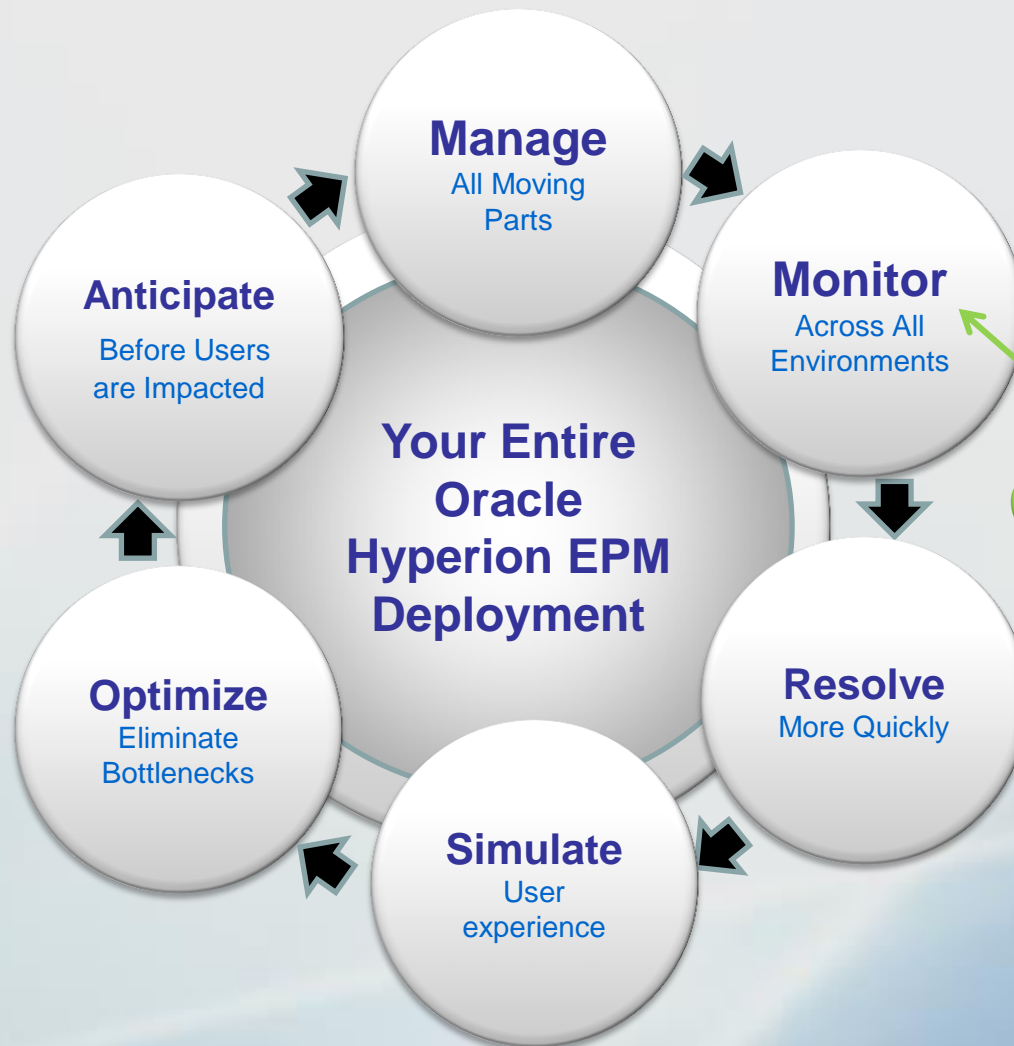 Manage
All Moving
Parts
Monitor
Across All
Environments
Resolve
More Quickly
Simulate
User
experience
Optimize
Eliminate
Bottlenecks
Anticipate
Before Users
are Impacted
Your Entire
Oracle
Hyperion EPM
Deployment